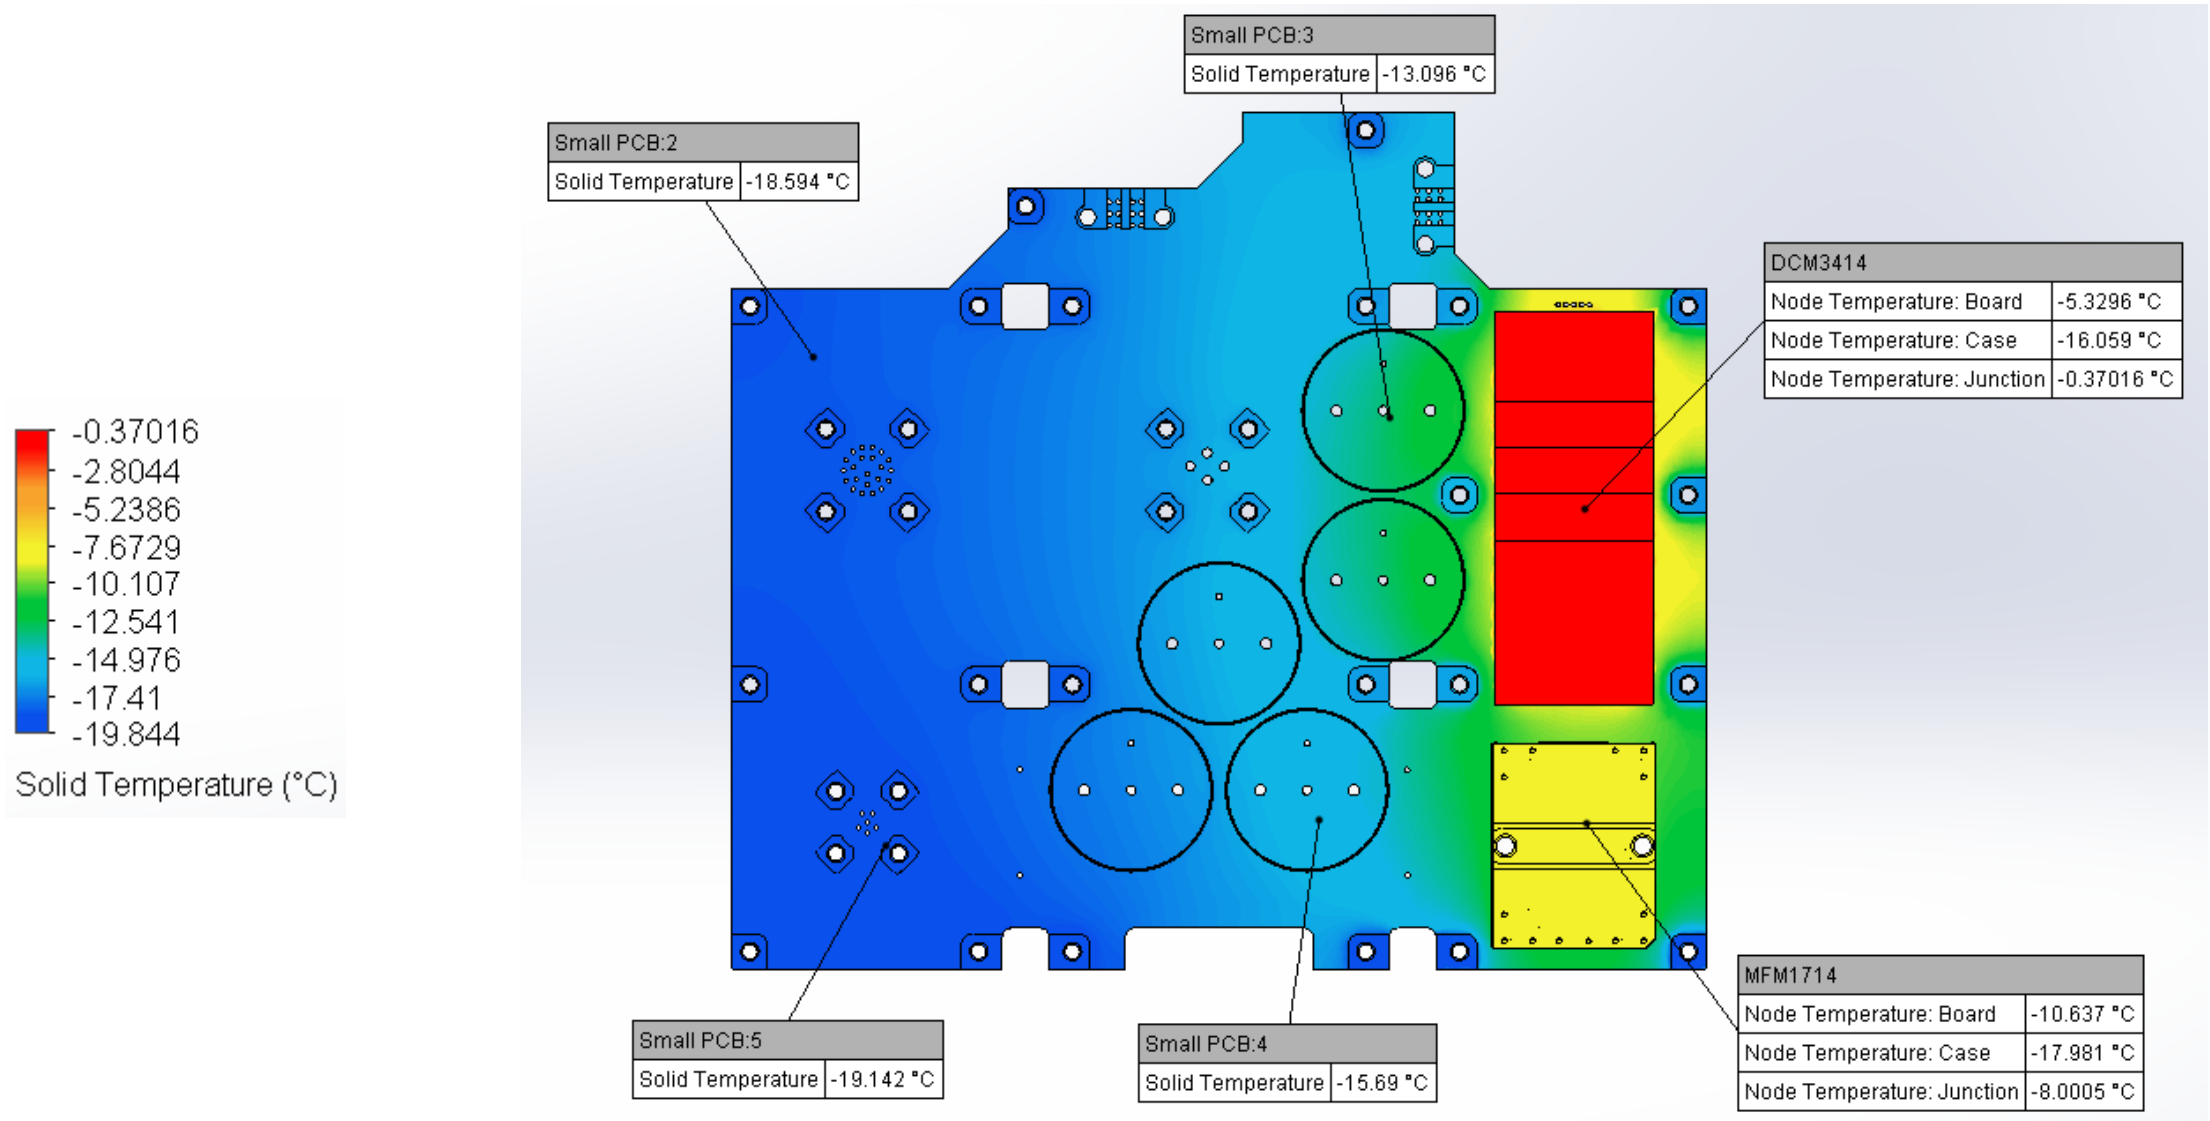 Small PCB:3
Solid Temperature -13.096 °C
Small PCB:2
Solid Temperature -18.594 °C
DCM3414
Node Temperature: Board -5.3296 °C
Node Temperature: Case -16.059 °C
Node Temperature: Junction -0.37016 °C
-0.37016
-2.8044
-5.2386
-7.6729
-10.107
-12.541
-14.976
-17.41
-19.844
Solid Temperature (°C)
MFM1714
Node Temperature: Board -10.637 °C
Node Temperature: Case -17.981 °C
Node Temperature: Junction -8.0005 °C
Small PCB:5
Solid Temperature -19.142 °C
Small PCB:4
Solid Temperature -15.69 °C